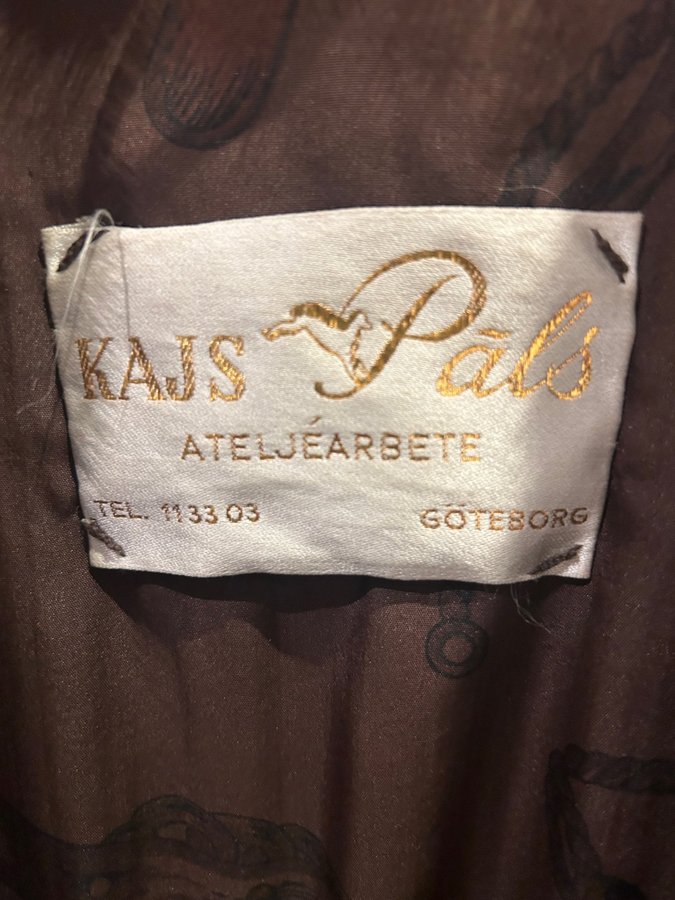 KAJS Päls
ATELJÉARBETE
TEL. 11 33 03 GÖTEBORG